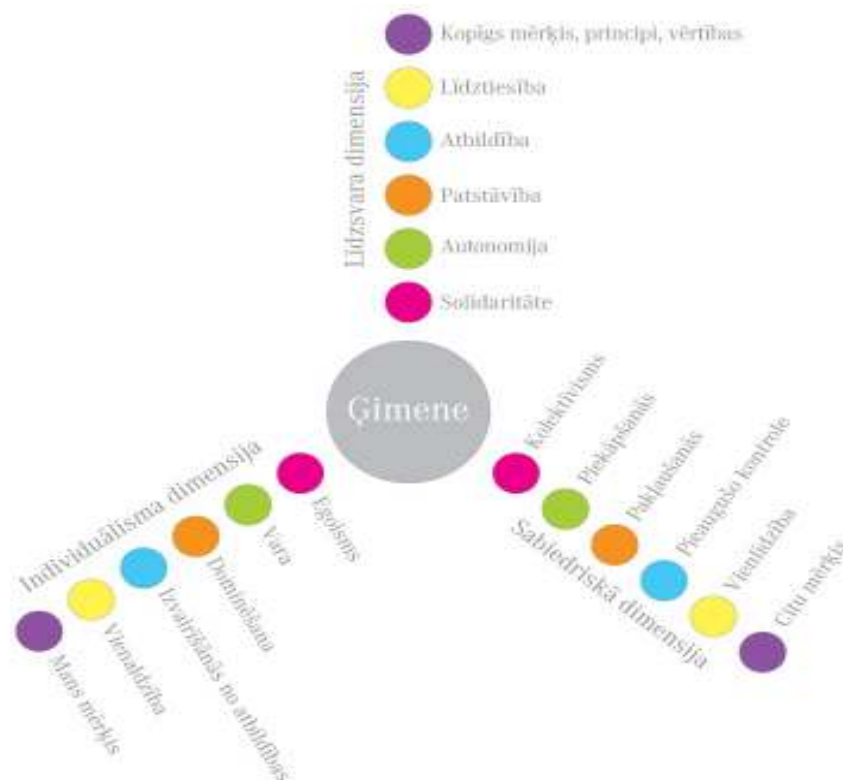 Kopīgs mērķis, principi, vērtības
Līdztiesība
Atbildība
Patstāvība
Autonomija
Solidaritāte
Līdzsvara dimensija
Ģimene
Individuālisma dimensija
Egoisms
Vara
Dominēšana
Izvairīšanās no atbildības
Vienaldzība
Mans mērķis
Kolektīvisms
Piekāpšanās
Pakļaušanās
Pieaugušo kontrole
Vienlīdzība
Citu mērķis
Sabiedriskā dimensija